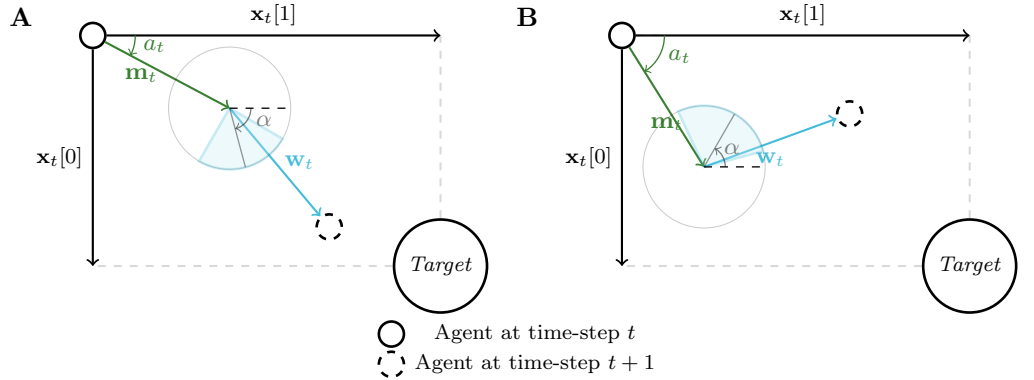 A
x_t[1]
a_t
m_t
α
x_t[0]
w_t
Target
B
x_t[1]
a_t
m_t
α
x_t[0]
w_t
Target
Agent at time-step t
Agent at time-step t + 1